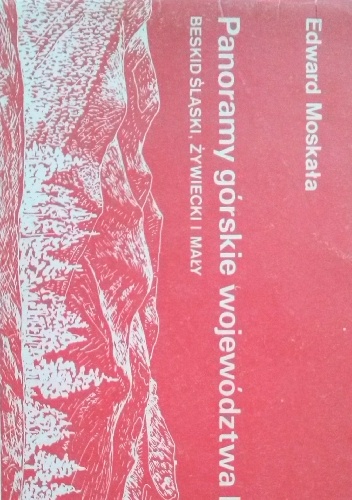 Edward Moskała
Panoramy górskie województwa
BESKID ŚLĄSKI, ŻYWIECKI I MAŁY